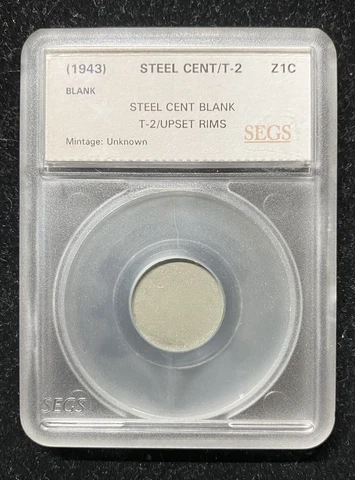 (1943) STEEL CENT/T-2 Z1C
BLANK
STEEL CENT BLANK
T-2/UPSET RIMS
SEGS
Mintage: Unknown
SEGS